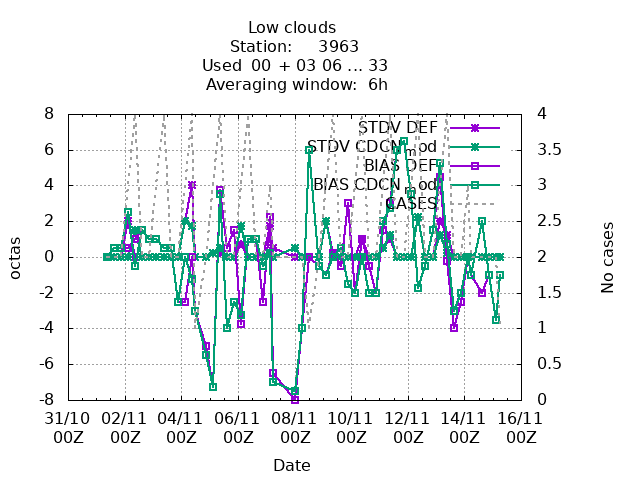 Low clouds
Station: 3963
Used 00 + 03 06 ... 33
Averaging window: 6h
8 4
STDV DEF
6 3.5
STDV CDCN_mod
BIAS DEF
4 3
BIAS CDCN_mod
CASES
2 2.5
0 2
octas
No cases
-2 1.5
-4 1
-6 0.5
-8 0
31/10 02/11 04/11 06/11 08/11 10/11 12/11 14/11 16/11
00Z 00Z 00Z 00Z 00Z 00Z 00Z 00Z 00Z
Date